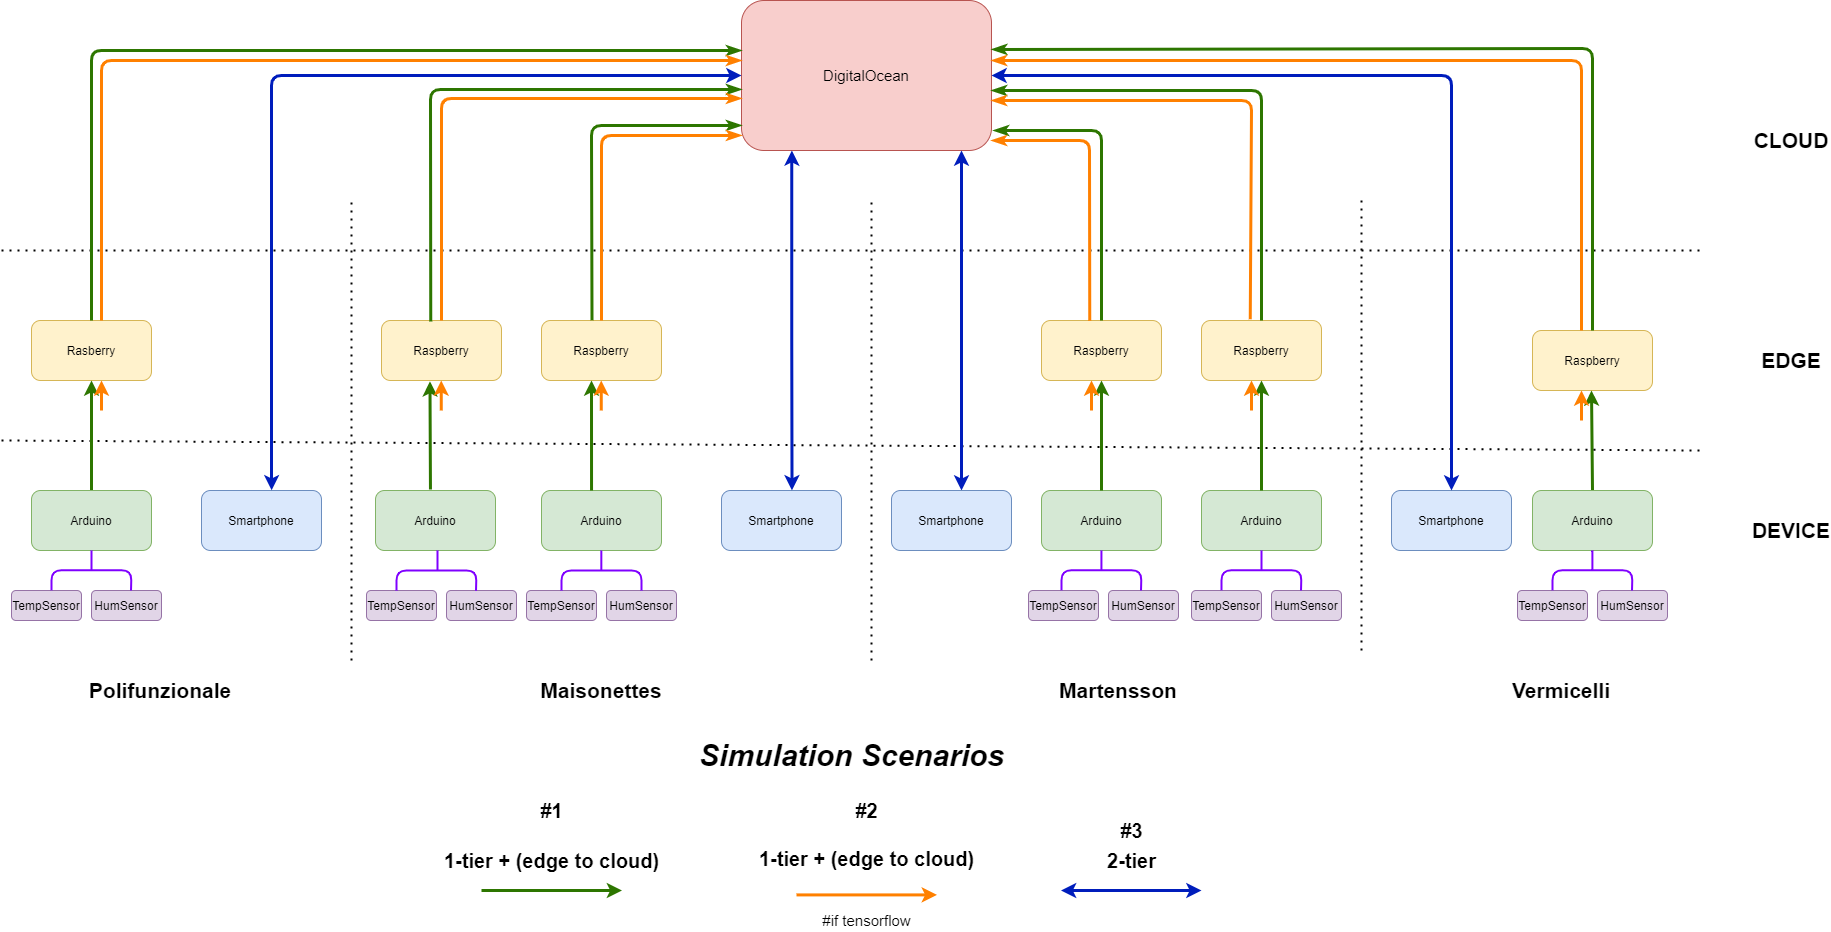 DigitalOcean
CLOUD
Rasberry
Raspberry
Raspberry
Raspberry
Raspberry
Raspberry
EDGE
Arduino
Smartphone
Arduino
Arduino
Smartphone
Smartphone
Arduino
Arduino
Smartphone
Arduino
DEVICE
TempSensor
HumSensor
TempSensor
HumSensor
TempSensor
HumSensor
TempSensor
HumSensor
TempSensor
HumSensor
TempSensor
HumSensor
Polifunzionale
Maisonettes
Martensson
Vermicelli
Simulation Scenarios
#1
1-tier + (edge to cloud)
#2
1-tier + (edge to cloud)
#if tensorflow
#3
2-tier